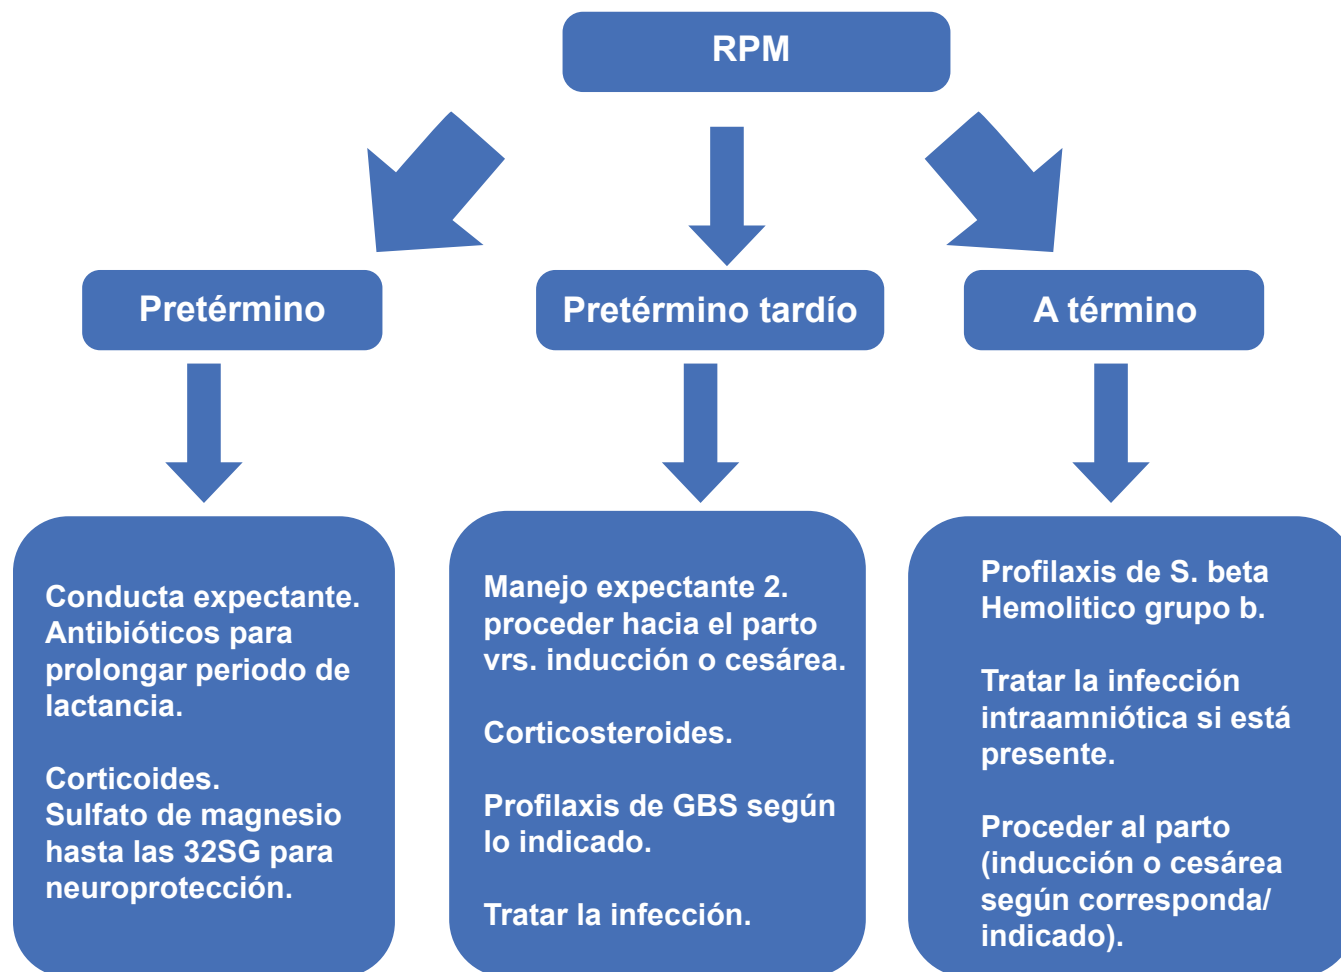 RPM
Pretérmino
Pretérmino tardío
A término
Conducta expectante.
Antibióticos para
prolongar periodo de
lactancia.
Corticoides.
Sulfato de magnesio
hasta las 32SG para
neuroprotección.
Manejo expectante 2.
proceder hacia el parto
vrs. inducción o cesárea.
Corticosteroides.
Profilaxis de GBS según
lo indicado.
Tratar la infección.
Profilaxis de S. beta
Hemolitico grupo b.
Tratar la infección
intraamniótica si está
presente.
Proceder al parto
(inducción o cesárea
según corresponda/
indicado).